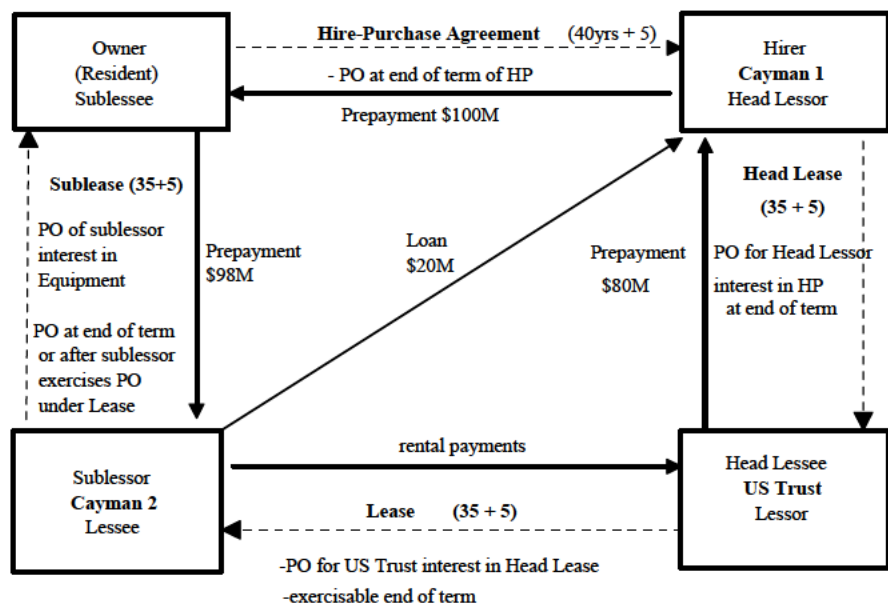 Owner
(Resident)
Sublessee
Hire-Purchase Agreement (40yrs + 5)
- PO at end of term of HP
Prepayment $100M
Hirer
Cayman 1
Head Lessor
Sublease (35+5)
PO of sublessor
interest in
Equipment
PO at end of term
or after sublessor
exercises PO
under Lease
Prepayment
$98M
Loan
$20M
Prepayment
$80M
Head Lease
(35 + 5)
PO for Head Lessor
interest in HP
at end of term
Sublessor
Cayman 2
Lessee
rental payments
Lease (35 + 5)
-PO for US Trust interest in Head Lease
-exercisable end of term
Head Lessee
US Trust
Lessor